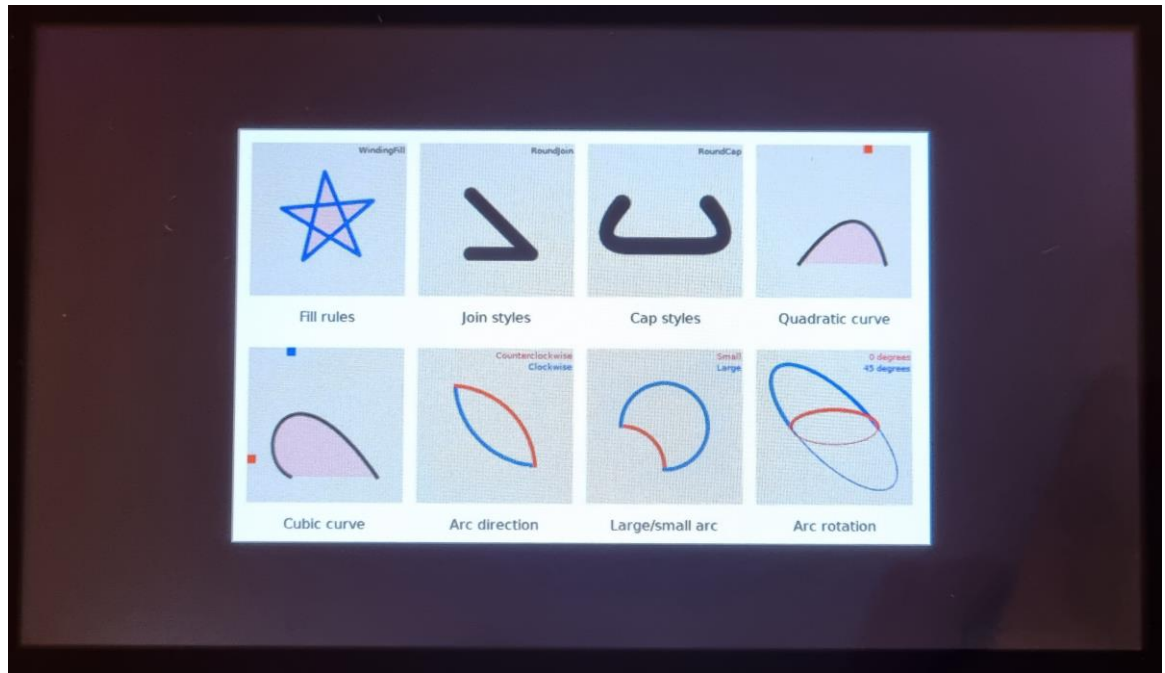 WindingFill
RoundJoin
RoundCap
Fill rules
Join styles
Cap styles
Quadratic curve
Counterclockwise
Clockwise
Small
Large
0 degrees
45 degrees
Cubic curve
Arc direction
Large/small arc
Arc rotation